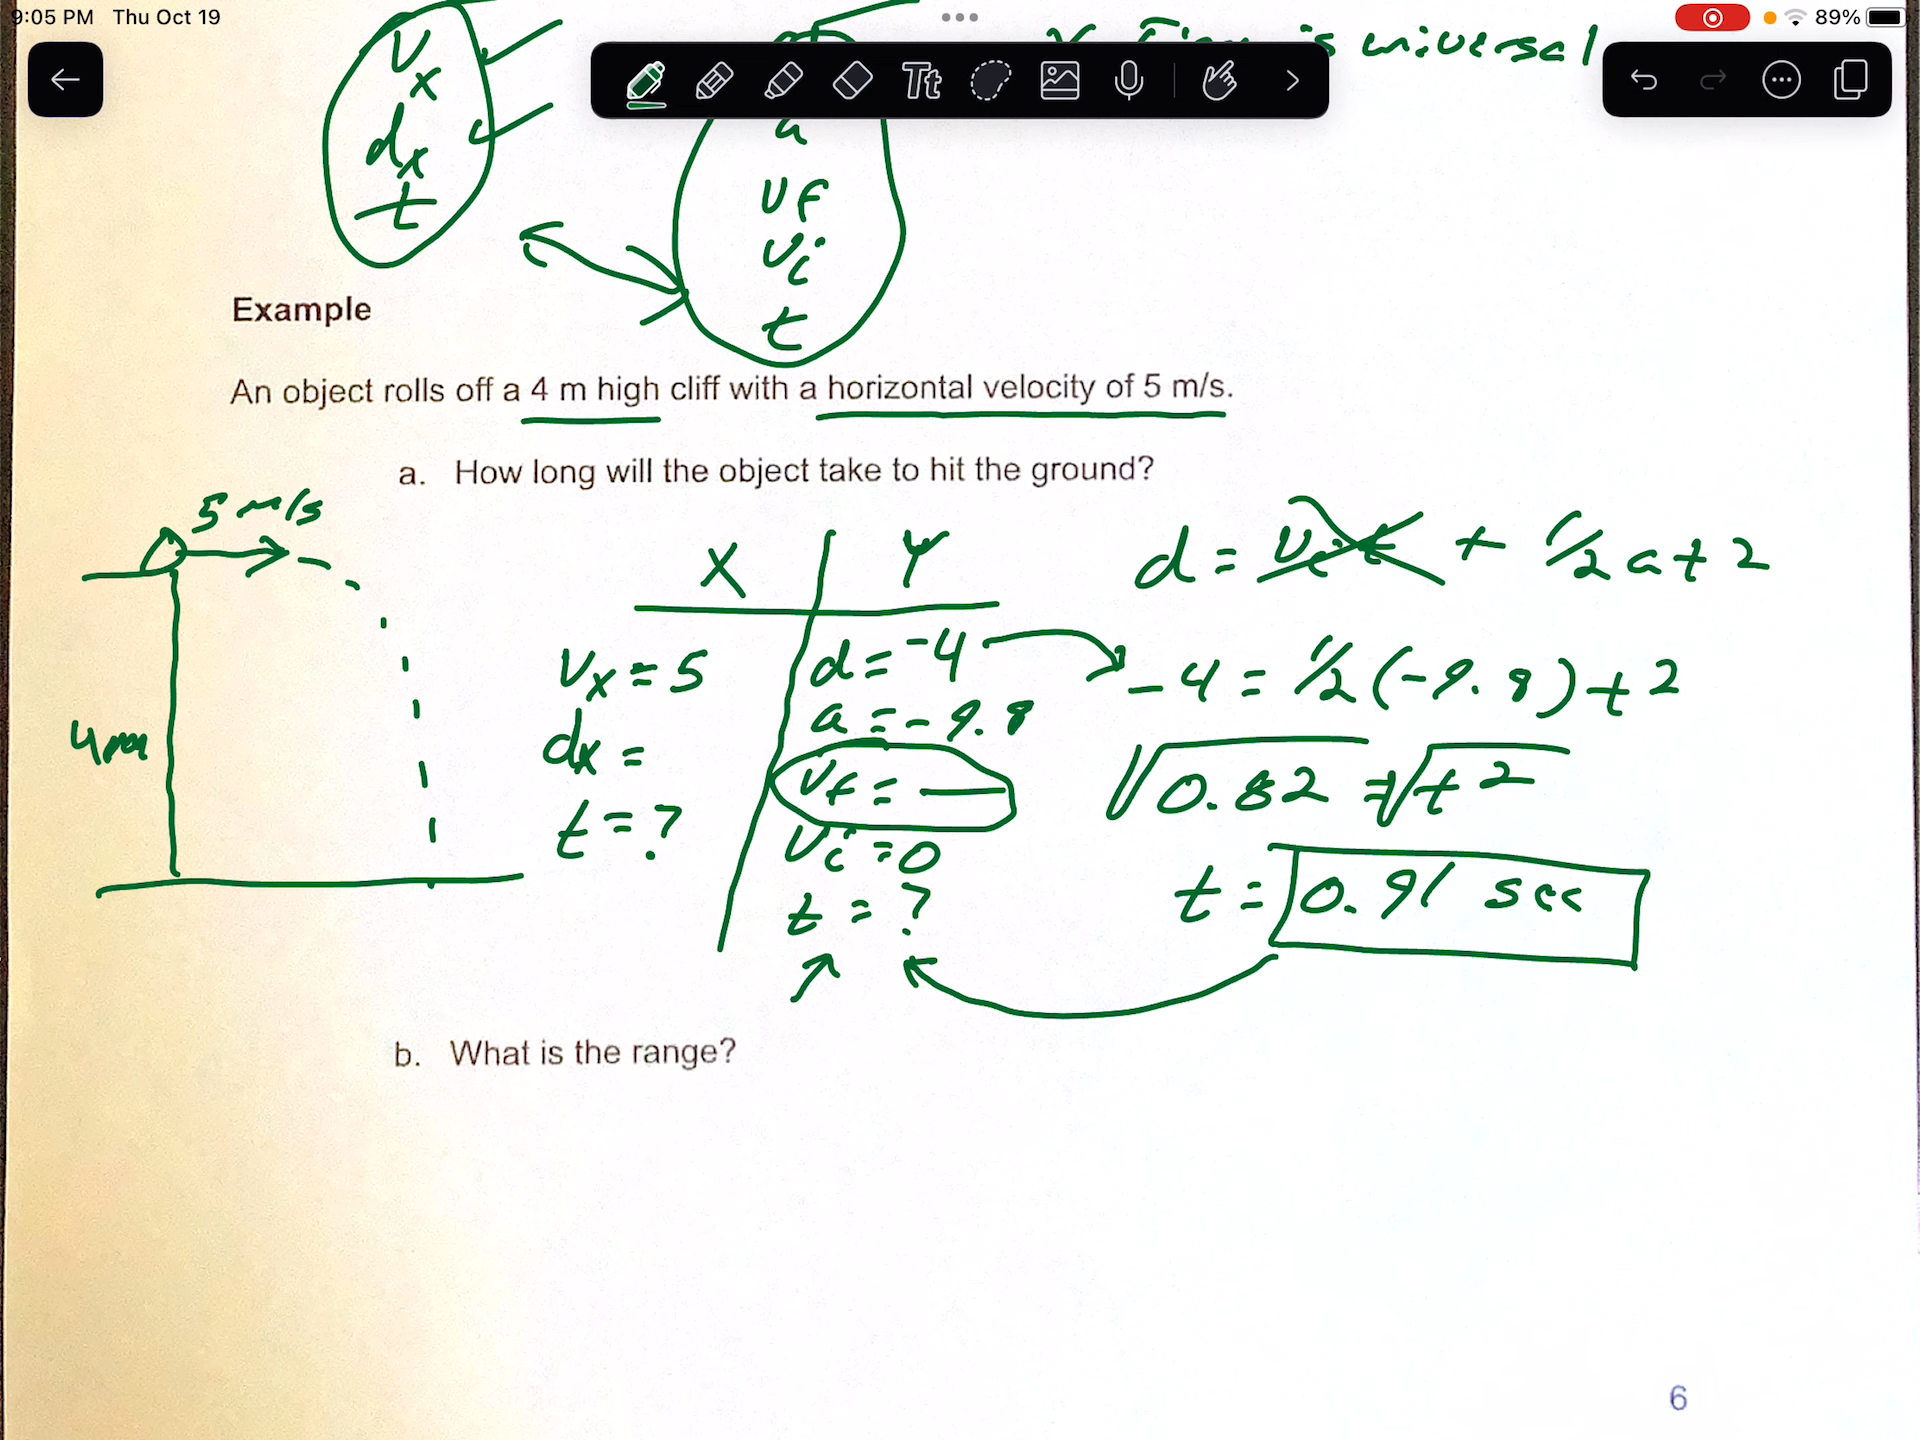 9:05 PM Thu Oct 19
89%
Tt
is universal
Vx
dx
t
a
Vf
Vi
t
Example
An object rolls off a 4 m high cliff with a horizontal velocity of 5 m/s.
a. How long will the object take to hit the ground?
5 m/s
4m
X Y
Vx = 5
dx =
t = ?
d = -4
a = -9.8
Vf = —
Vi = 0
t = ?
d = Vit + 1/2 at2
-4 = 1/2 (-9.8)t2
√0.82 = √t2
t = 0.91 sec
b. What is the range?
6